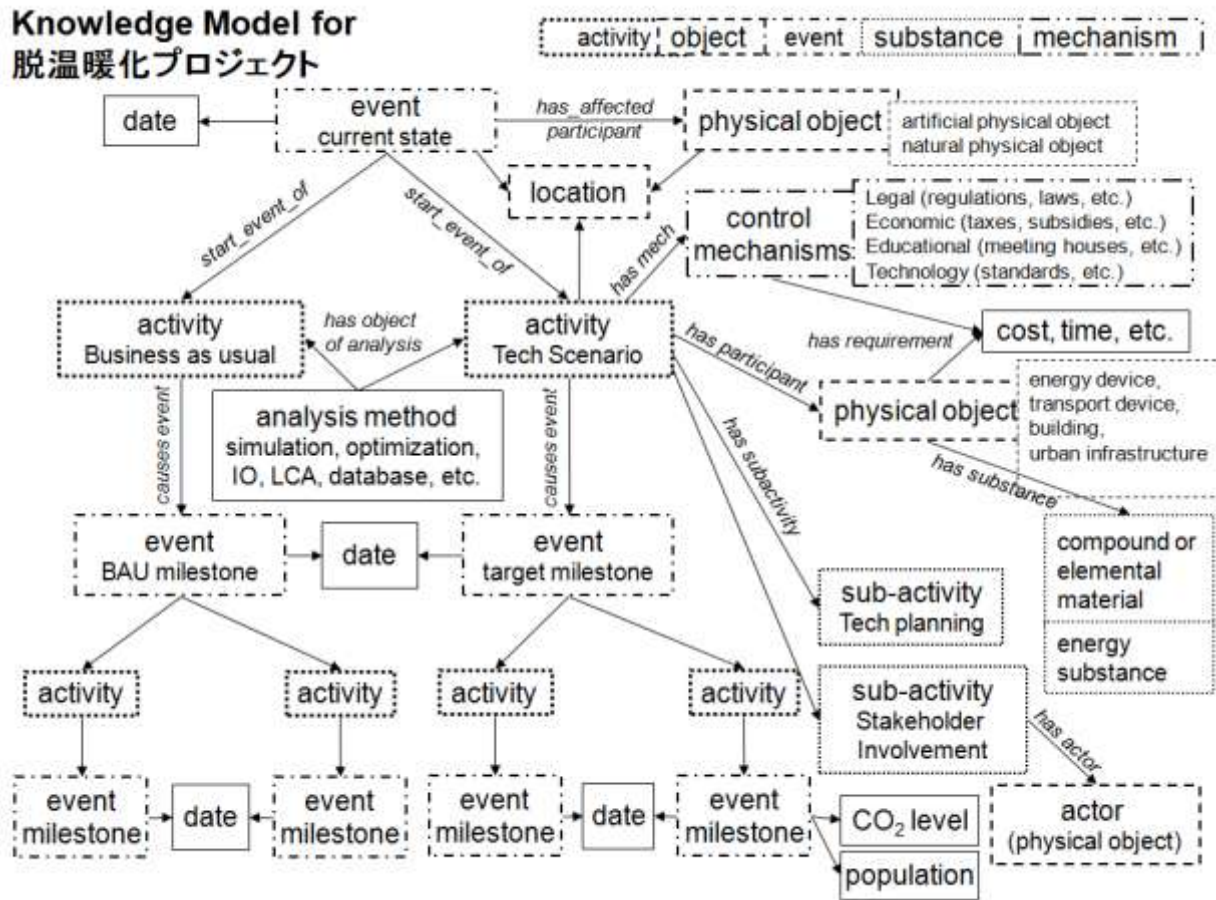 Knowledge Model for
脱温暖化プロジェクト
activity
object
event
substance
mechanism
date
event
current state
has_affected
participant
physical object
artificial physical object
natural physical object
location
start_event_of
start_event_of
has mech
control
mechanisms
Legal (regulations, laws, etc.)
Economic (taxes, subsidies, etc.)
Educational (meeting houses, etc.)
Technology (standards, etc.)
activity
Business as usual
has object
of analysis
activity
Tech Scenario
has participant
has requirement
cost, time, etc.
analysis method
simulation, optimization,
IO, LCA, database, etc.
causes event
causes event
physical object
energy device,
transport device,
building,
urban infrastructure
has subactivity
has substance
event
BAU milestone
date
event
target milestone
compound or
elemental
material
energy
substance
sub-activity
Tech planning
sub-activity
Stakeholder
Involvement
has actor
activity
activity
activity
activity
event
milestone
date
event
milestone
event
milestone
date
event
milestone
CO₂ level
population
actor
(physical object)